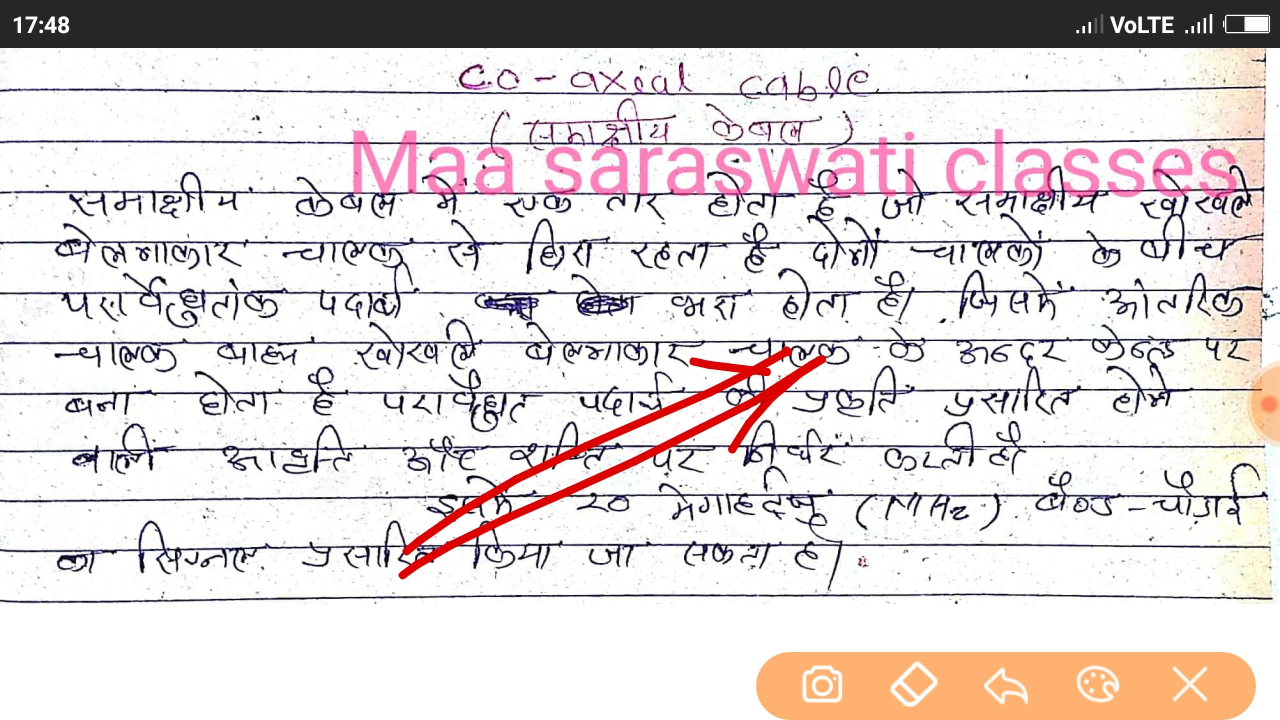 17:48 VoLTE
co-axial cable
(समाक्षीय केबल)
Maa saraswati classes
समाक्षीय केबल में एक तार होता है जो समाक्षीय खोखले
बेलनाकार चालक से घिरा रहता है दोनों चालकों के बीच
परावैद्युतांक पदार्थ भरा होता है। जिसमें आंतरिक
चालक बाह्य खोखले बेलनाकार चालक के अन्दर केन्द्र पर
बना होता है परावैद्युत पदार्थ की प्रकृति प्रसारित होने
वाली आवृत्ति और शक्ति पर निर्भर करती है।
इसमें 20 मेगाहर्ट्ज (MHz) बैण्ड-चौड़ाई
का सिग्नल प्रसारित किया जा सकता है।